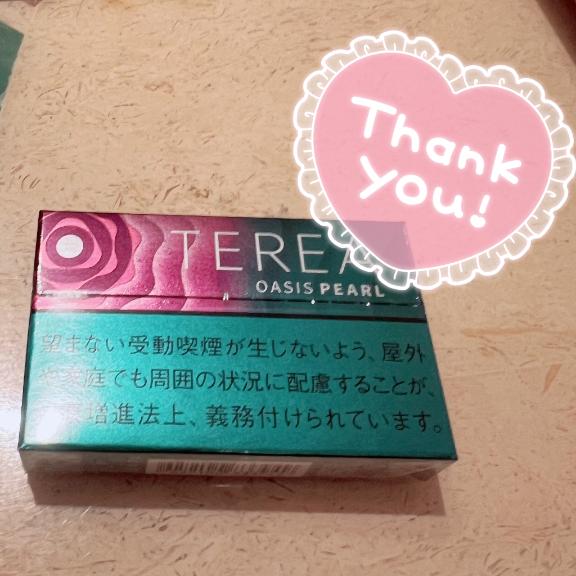 Thank
you!
TEREA
OASIS PEARL
望まない受動喫煙が生じないよう、屋外
や家庭でも周囲の状況に配慮することが、
増進法上、義務付けられています。